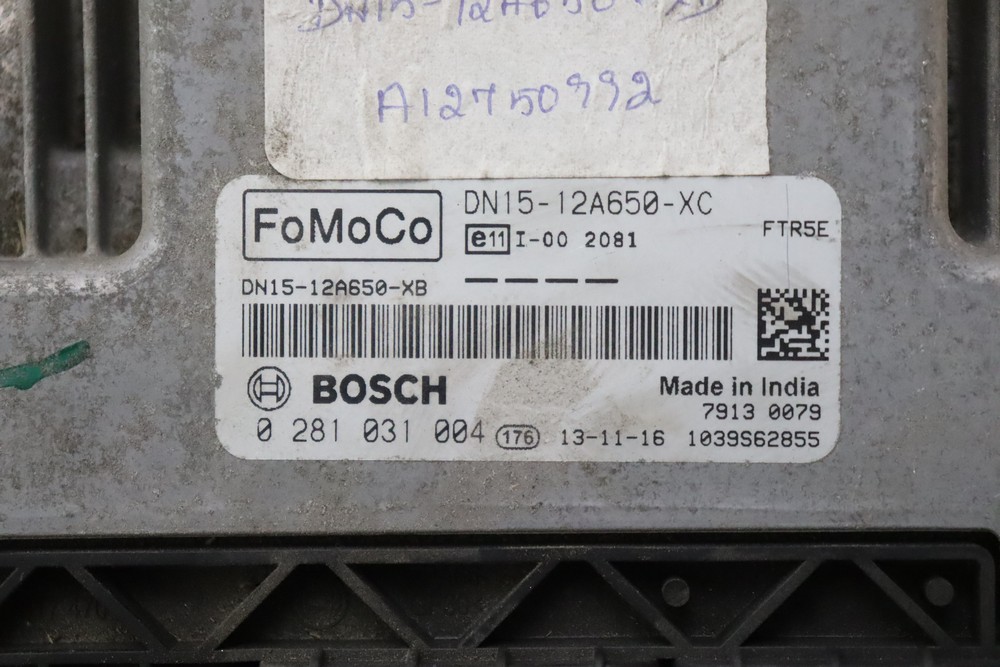 A12750992
FoMoCo DN15-12A650-XC
e11 I-00 2081 FTR5E
DN15-12A650-XB
BOSCH Made in India
7913 0079
0 281 031 004 176 13-11-16 1039S62855